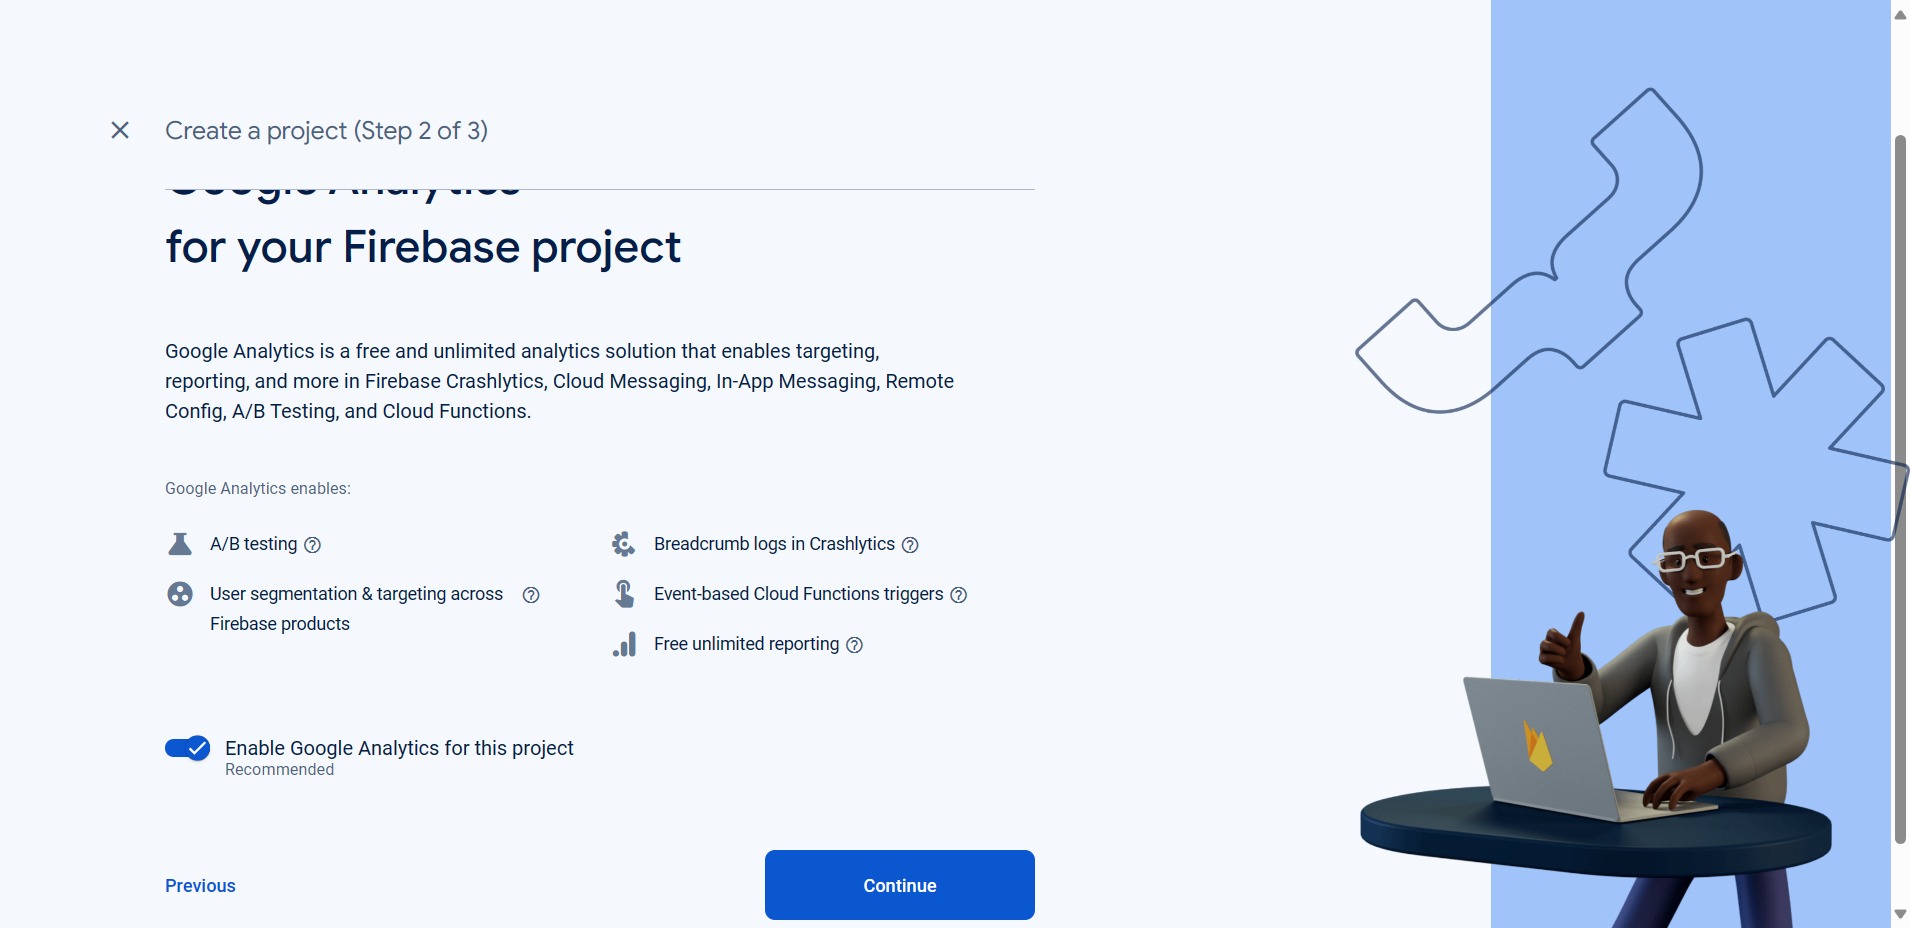 Create a project (Step 2 of 3)
Google Analytics
for your Firebase project
Google Analytics is a free and unlimited analytics solution that enables targeting,
reporting, and more in Firebase Crashlytics, Cloud Messaging, In-App Messaging, Remote
Config, A/B Testing, and Cloud Functions.
Google Analytics enables:
A/B testing
User segmentation & targeting across
Firebase products
Breadcrumb logs in Crashlytics
Event-based Cloud Functions triggers
Free unlimited reporting
Enable Google Analytics for this project
Recommended
Previous
Continue